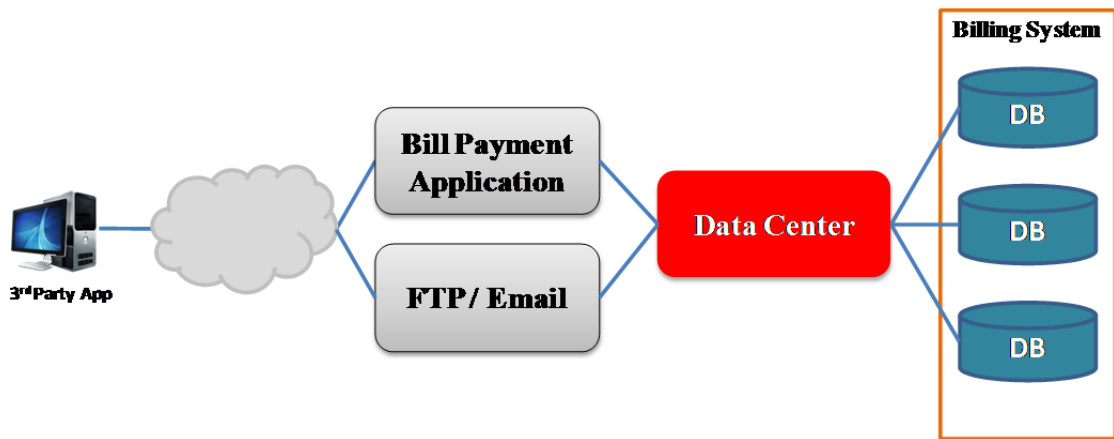 Billing System
DB
Bill Payment
Application
DB
Data Center
3rd Party App
FTP / Email
DB